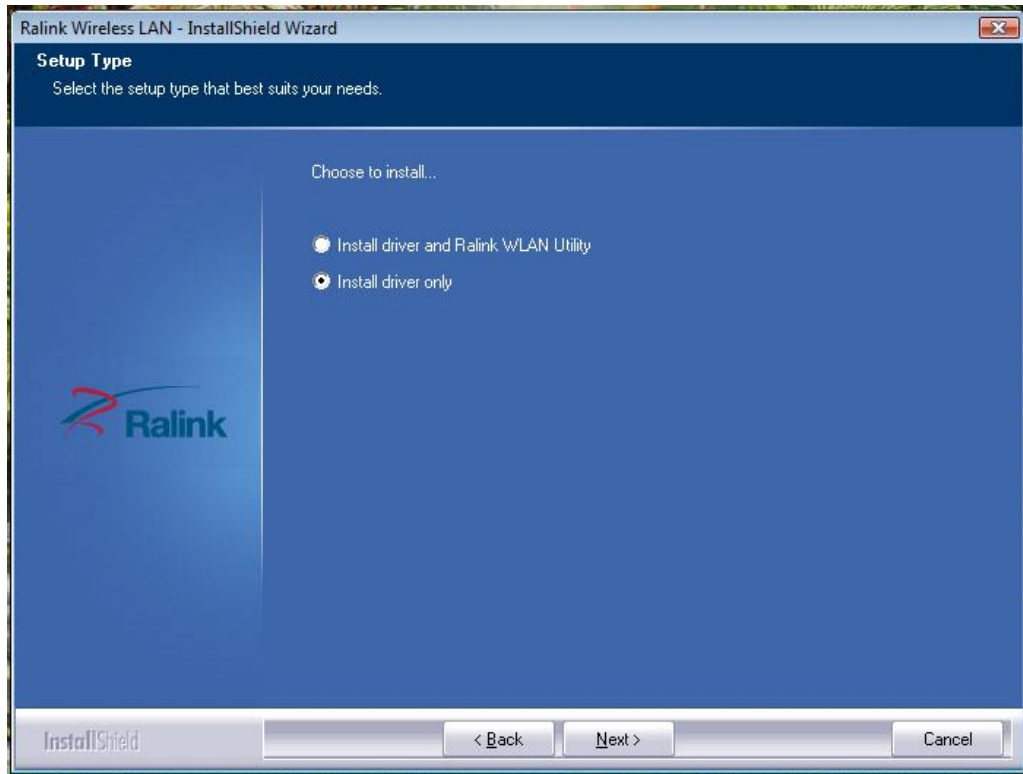 Ralink Wireless LAN - InstallShield Wizard
Setup Type
Select the setup type that best suits your needs.
Choose to install...
Install driver and Ralink WLAN Utility
Install driver only
Ralink
InstallShield
< Back
Next >
Cancel